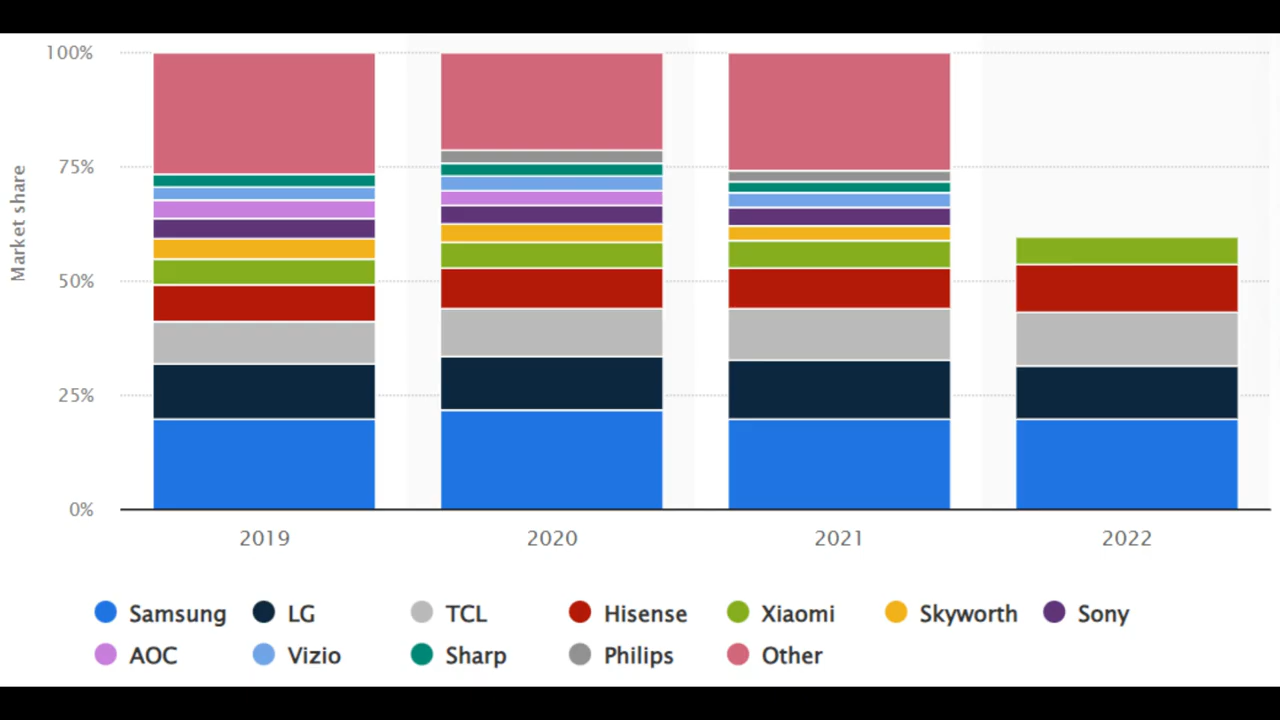 100%
75%
Market share
50%
25%
0%
2019 2020 2021 2022
Samsung LG TCL Hisense Xiaomi Skyworth Sony
AOC Vizio Sharp Philips Other